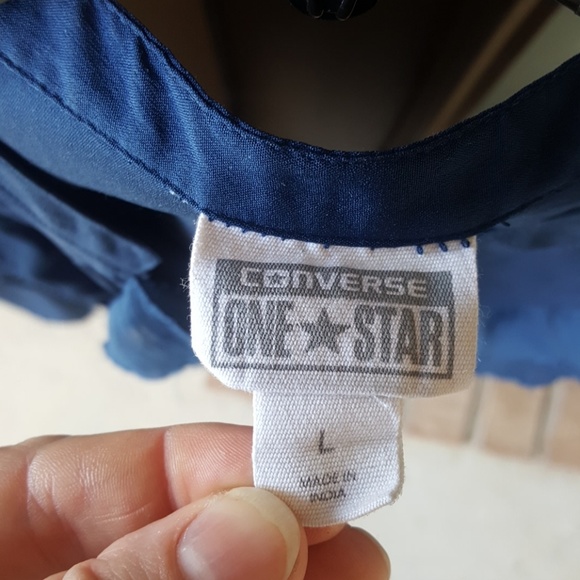 CONVERSE
ONE★STAR
L
MADE IN
INDIA